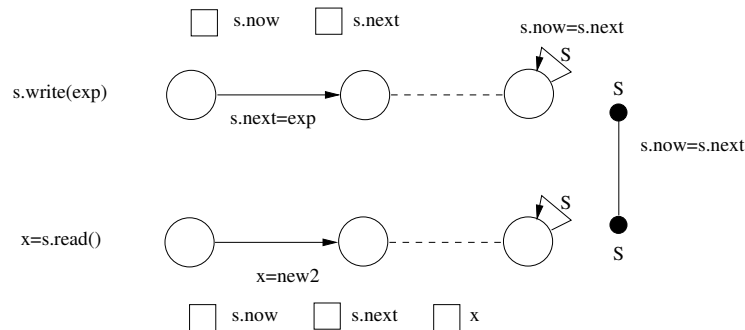 s.now
s.next
s.now=s.next
S
s.write(exp)
s.next=exp
S
s.now=s.next
S
x=s.read()
S
x=new2
s.now
s.next
x